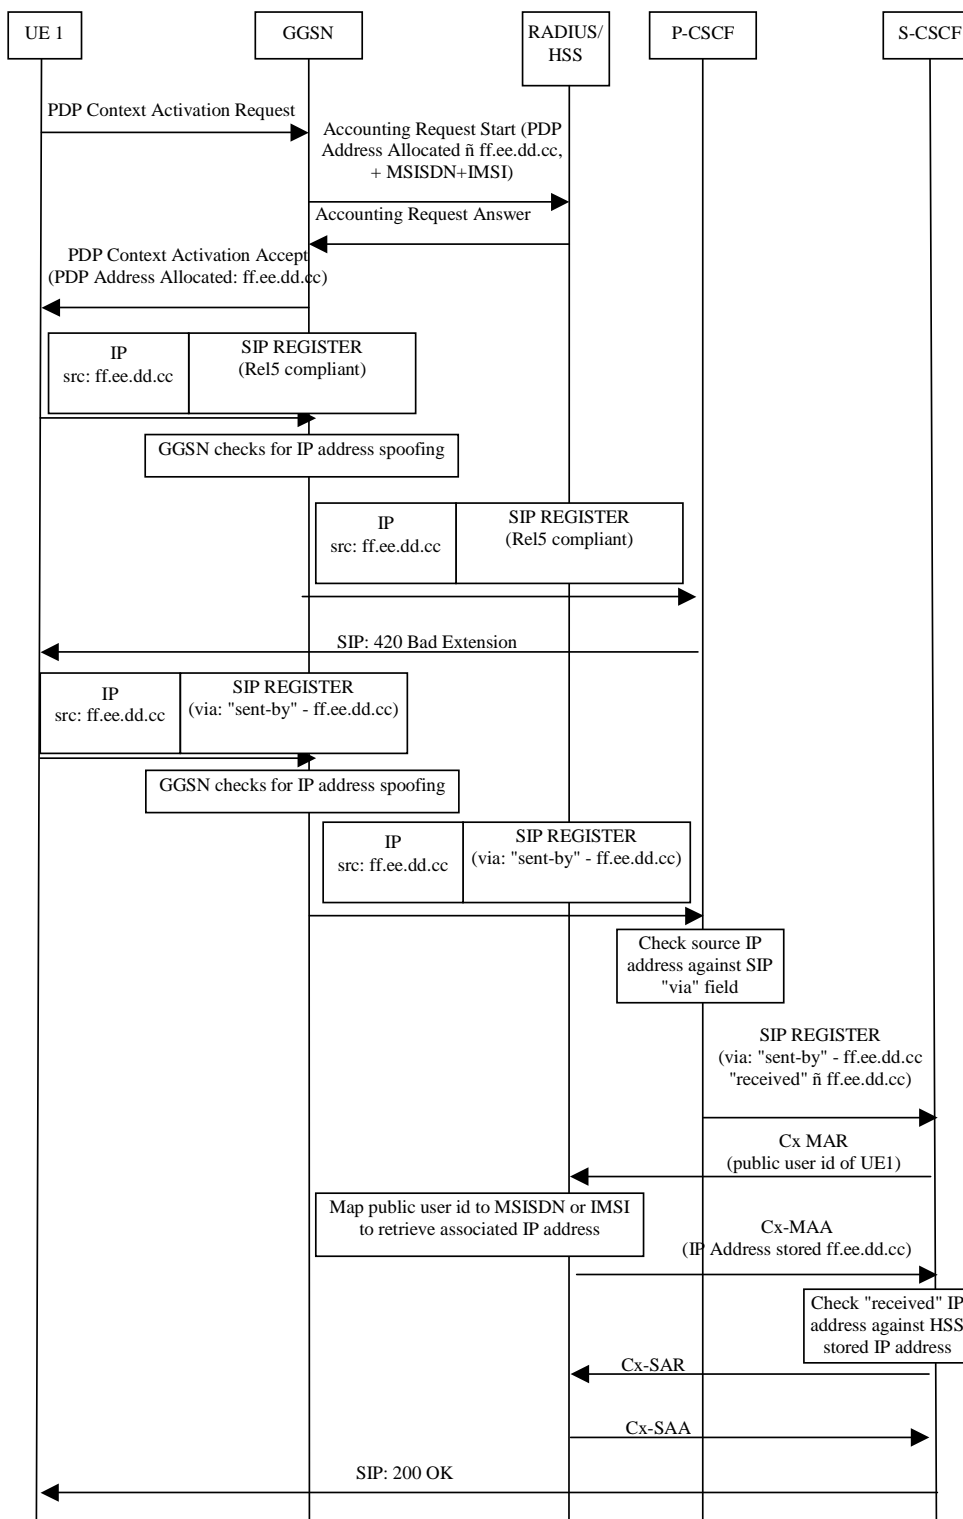 UE 1
GGSN
RADIUS/
HSS
P-CSCF
S-CSCF
PDP Context Activation Request
Accounting Request Start (PDP
Address Allocated ñ ff.ee.dd.cc,
+ MSISDN+IMSI)
Accounting Request Answer
PDP Context Activation Accept
(PDP Address Allocated: ff.ee.dd.cc)
IP
src: ff.ee.dd.cc
SIP REGISTER
(Rel5 compliant)
GGSN checks for IP address spoofing
IP
src: ff.ee.dd.cc
SIP REGISTER
(Rel5 compliant)
SIP: 420 Bad Extension
IP
src: ff.ee.dd.cc
SIP REGISTER
(via: "sent-by" - ff.ee.dd.cc)
GGSN checks for IP address spoofing
IP
src: ff.ee.dd.cc
SIP REGISTER
(via: "sent-by" - ff.ee.dd.cc)
Check source IP
address against SIP
"via" field
SIP REGISTER
(via: "sent-by" - ff.ee.dd.cc
"received" ñ ff.ee.dd.cc)
Cx MAR
(public user id of UE1)
Map public user id to MSISDN or IMSI
to retrieve associated IP address
Cx-MAA
(IP Address stored ff.ee.dd.cc)
Check "received" IP
address against HSS
stored IP address
Cx-SAR
Cx-SAA
SIP: 200 OK